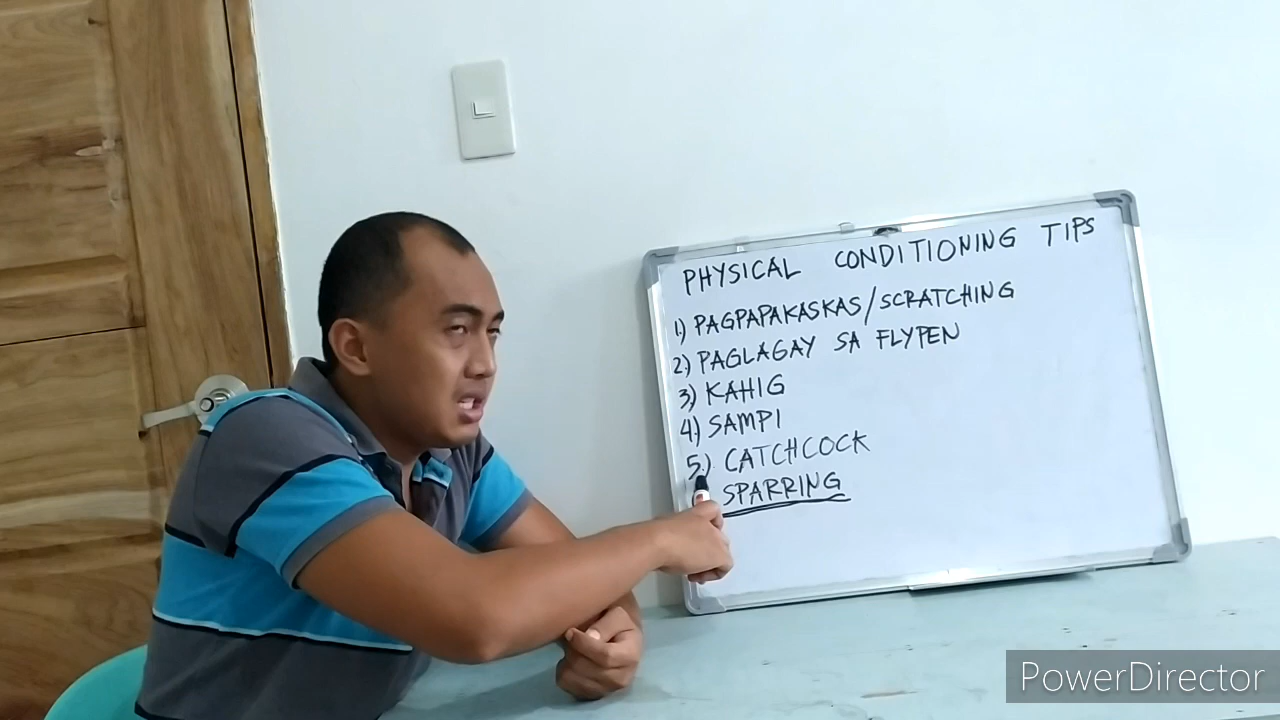 PHYSICAL CONDITIONING TIPS
1.) PAGPAPAKASKAS/SCRATCHING
2.) PAGLAGAY SA FLYPEN
3.) KAHIG
4.) SAMPI
5.) CATCHCOCK
SPARRING
PowerDirector